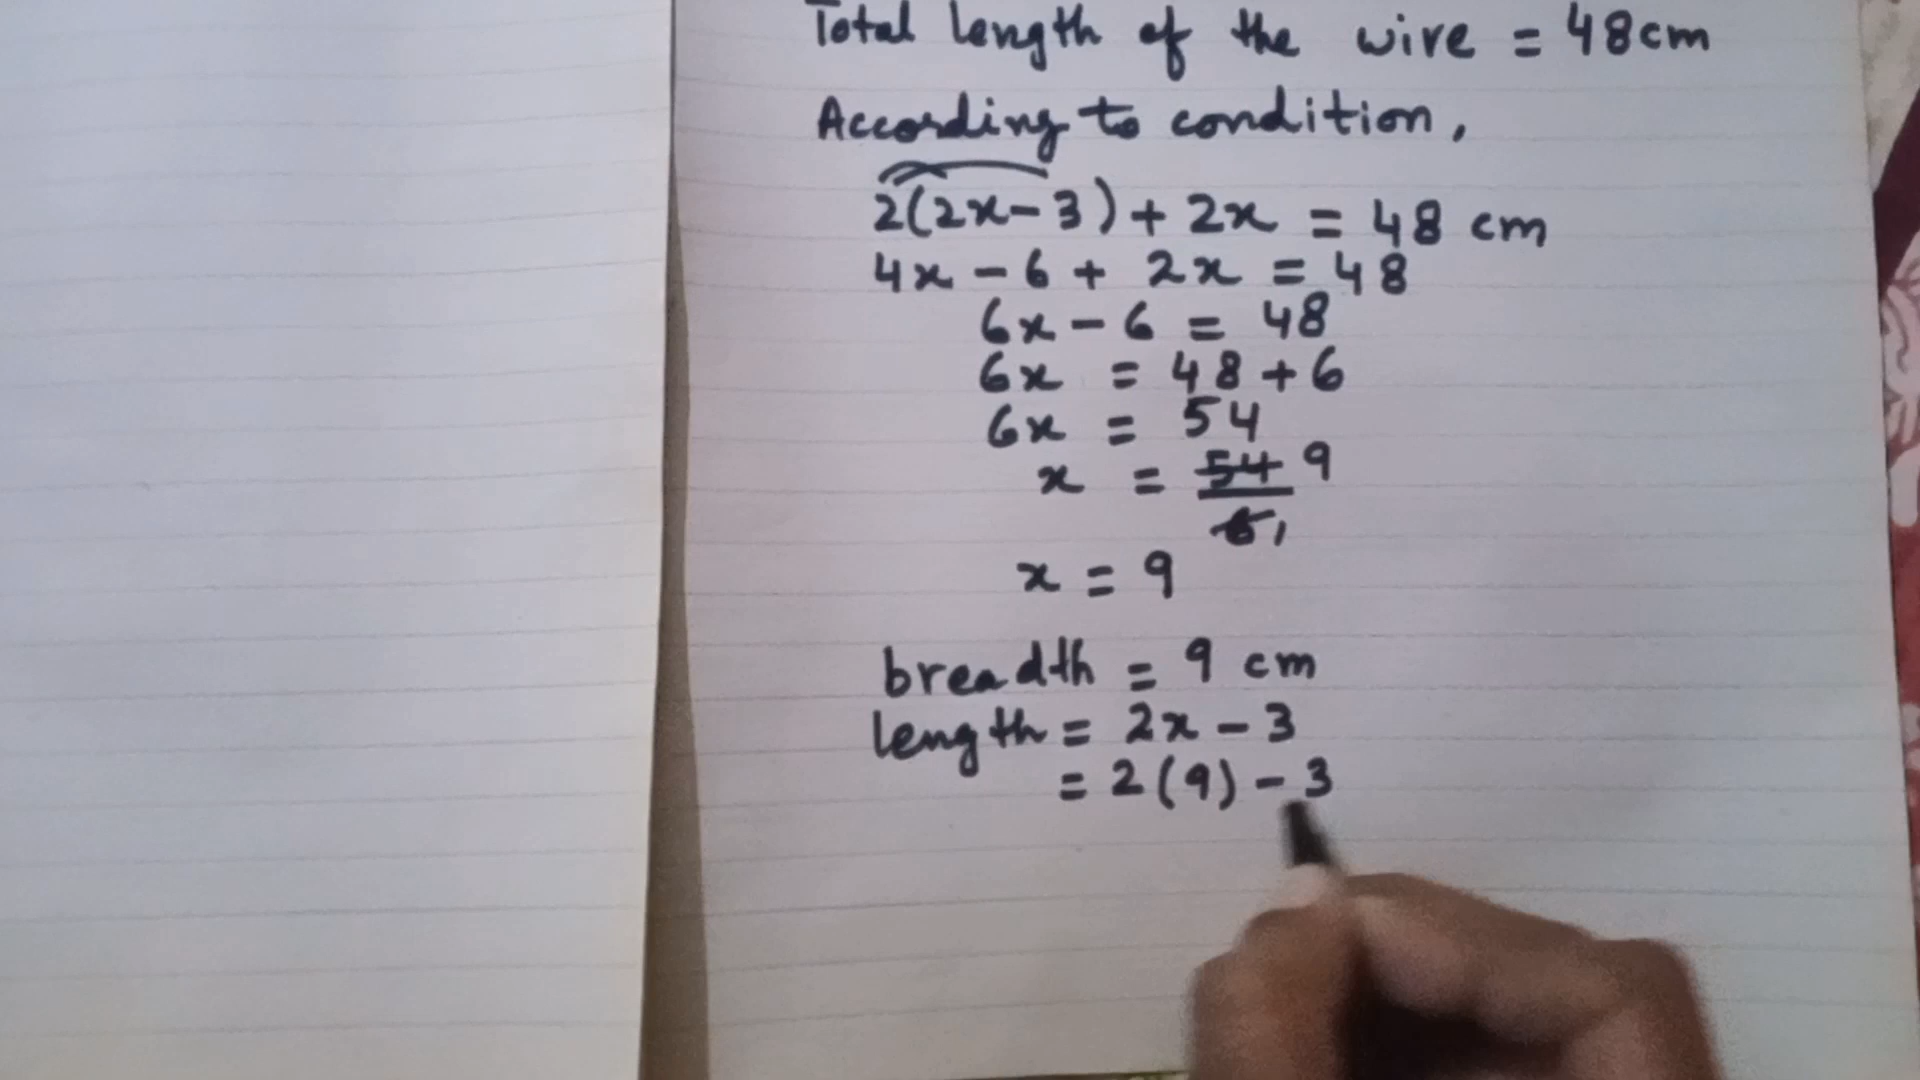 Total length of the wire = 48cm
According to condition,
2(2x-3) + 2x = 48 cm
4x - 6 + 2x = 48
6x - 6 = 48
6x = 48 + 6
6x = 54
x = 54/6 9 1
x = 9
breadth = 9 cm
length = 2x - 3
= 2(9) - 3